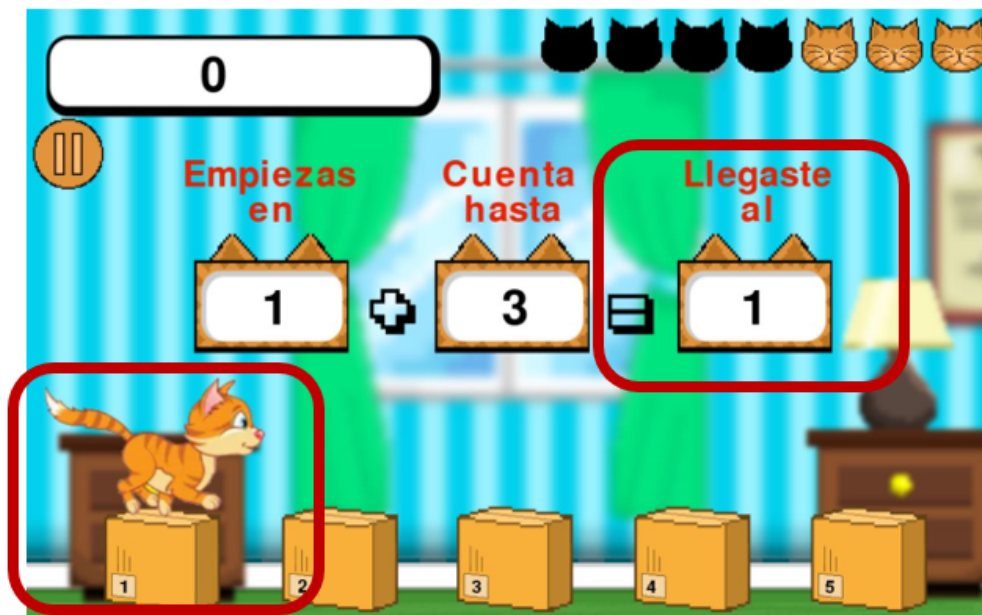 0
Empiezas Cuenta Llegaste
en hasta al
1 + 3 = 1
1 2 3 4 5